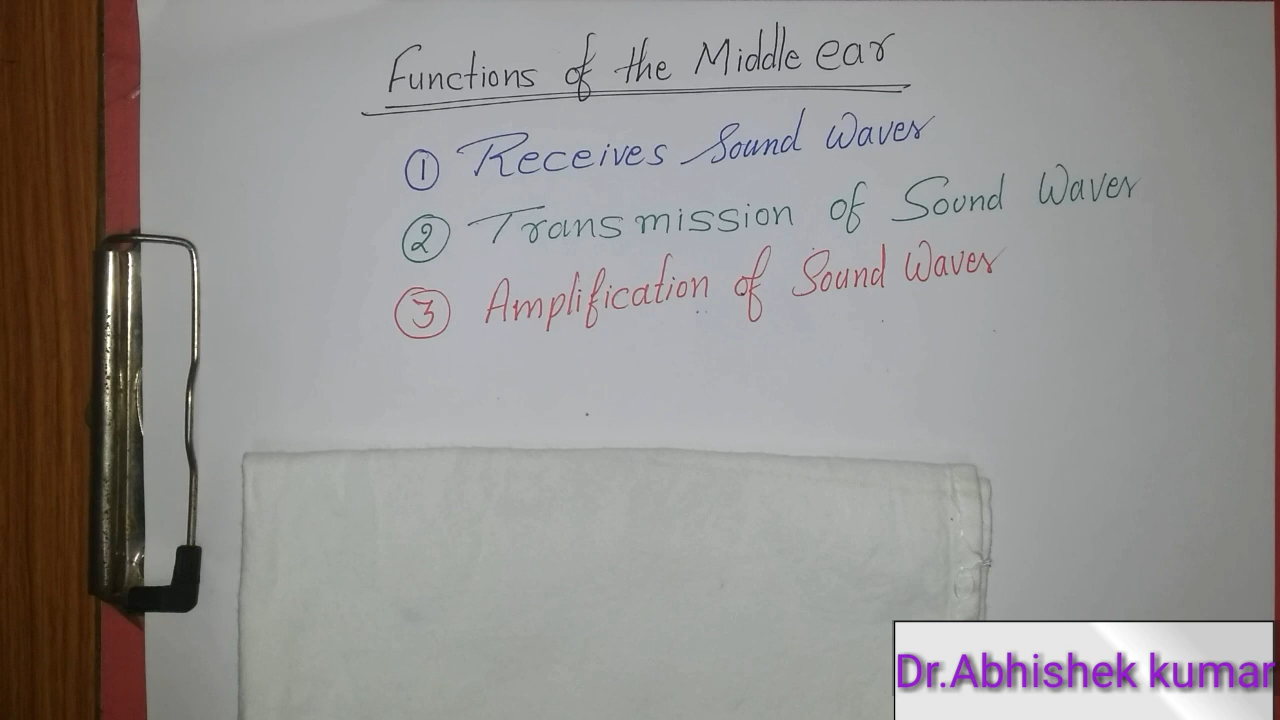 Functions of the Middle ear
① Receives Sound Waves
② Transmission of Sound Waves
③ Amplification of Sound Waves
Dr.Abhishek kumar